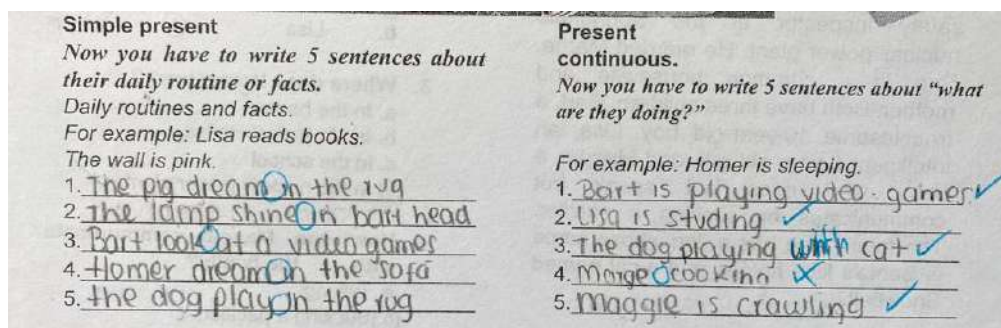 Simple present
Now you have to write 5 sentences about
their daily routine or facts.
Daily routines and facts.
For example: Lisa reads books.
The wall is pink.
1. The pig dream in the rug
2. The lamp shine in bart head
3. Bart look at a video games
4. Homer dream in the sofa
5. the dog play in the rug
Present
continuous.
Now you have to write 5 sentences about “what
are they doing?”
For example: Homer is sleeping.
1. Bart is playing video. games
2. Lisa is studing
3. The dog playing with cat
4. Marge cookinn
5. Maggie is crawling